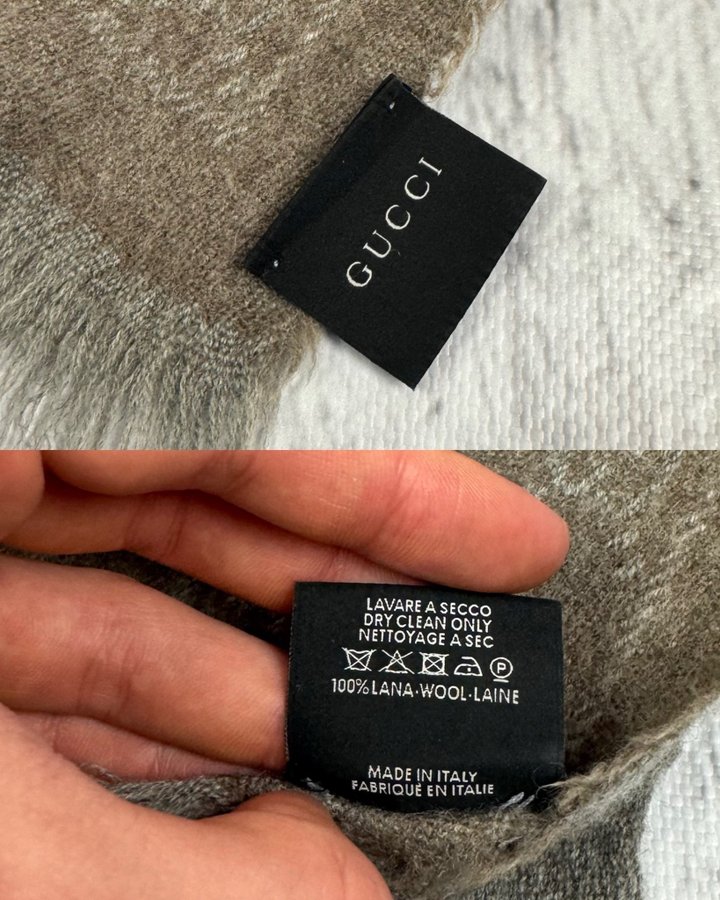 GUCCI
LAVARE A SECCO
DRY CLEAN ONLY
NETTOYAGE A SEC
P
100% LANA·WOOL·LAINE
MADE IN ITALY
FABRIQUÉ EN ITALIE